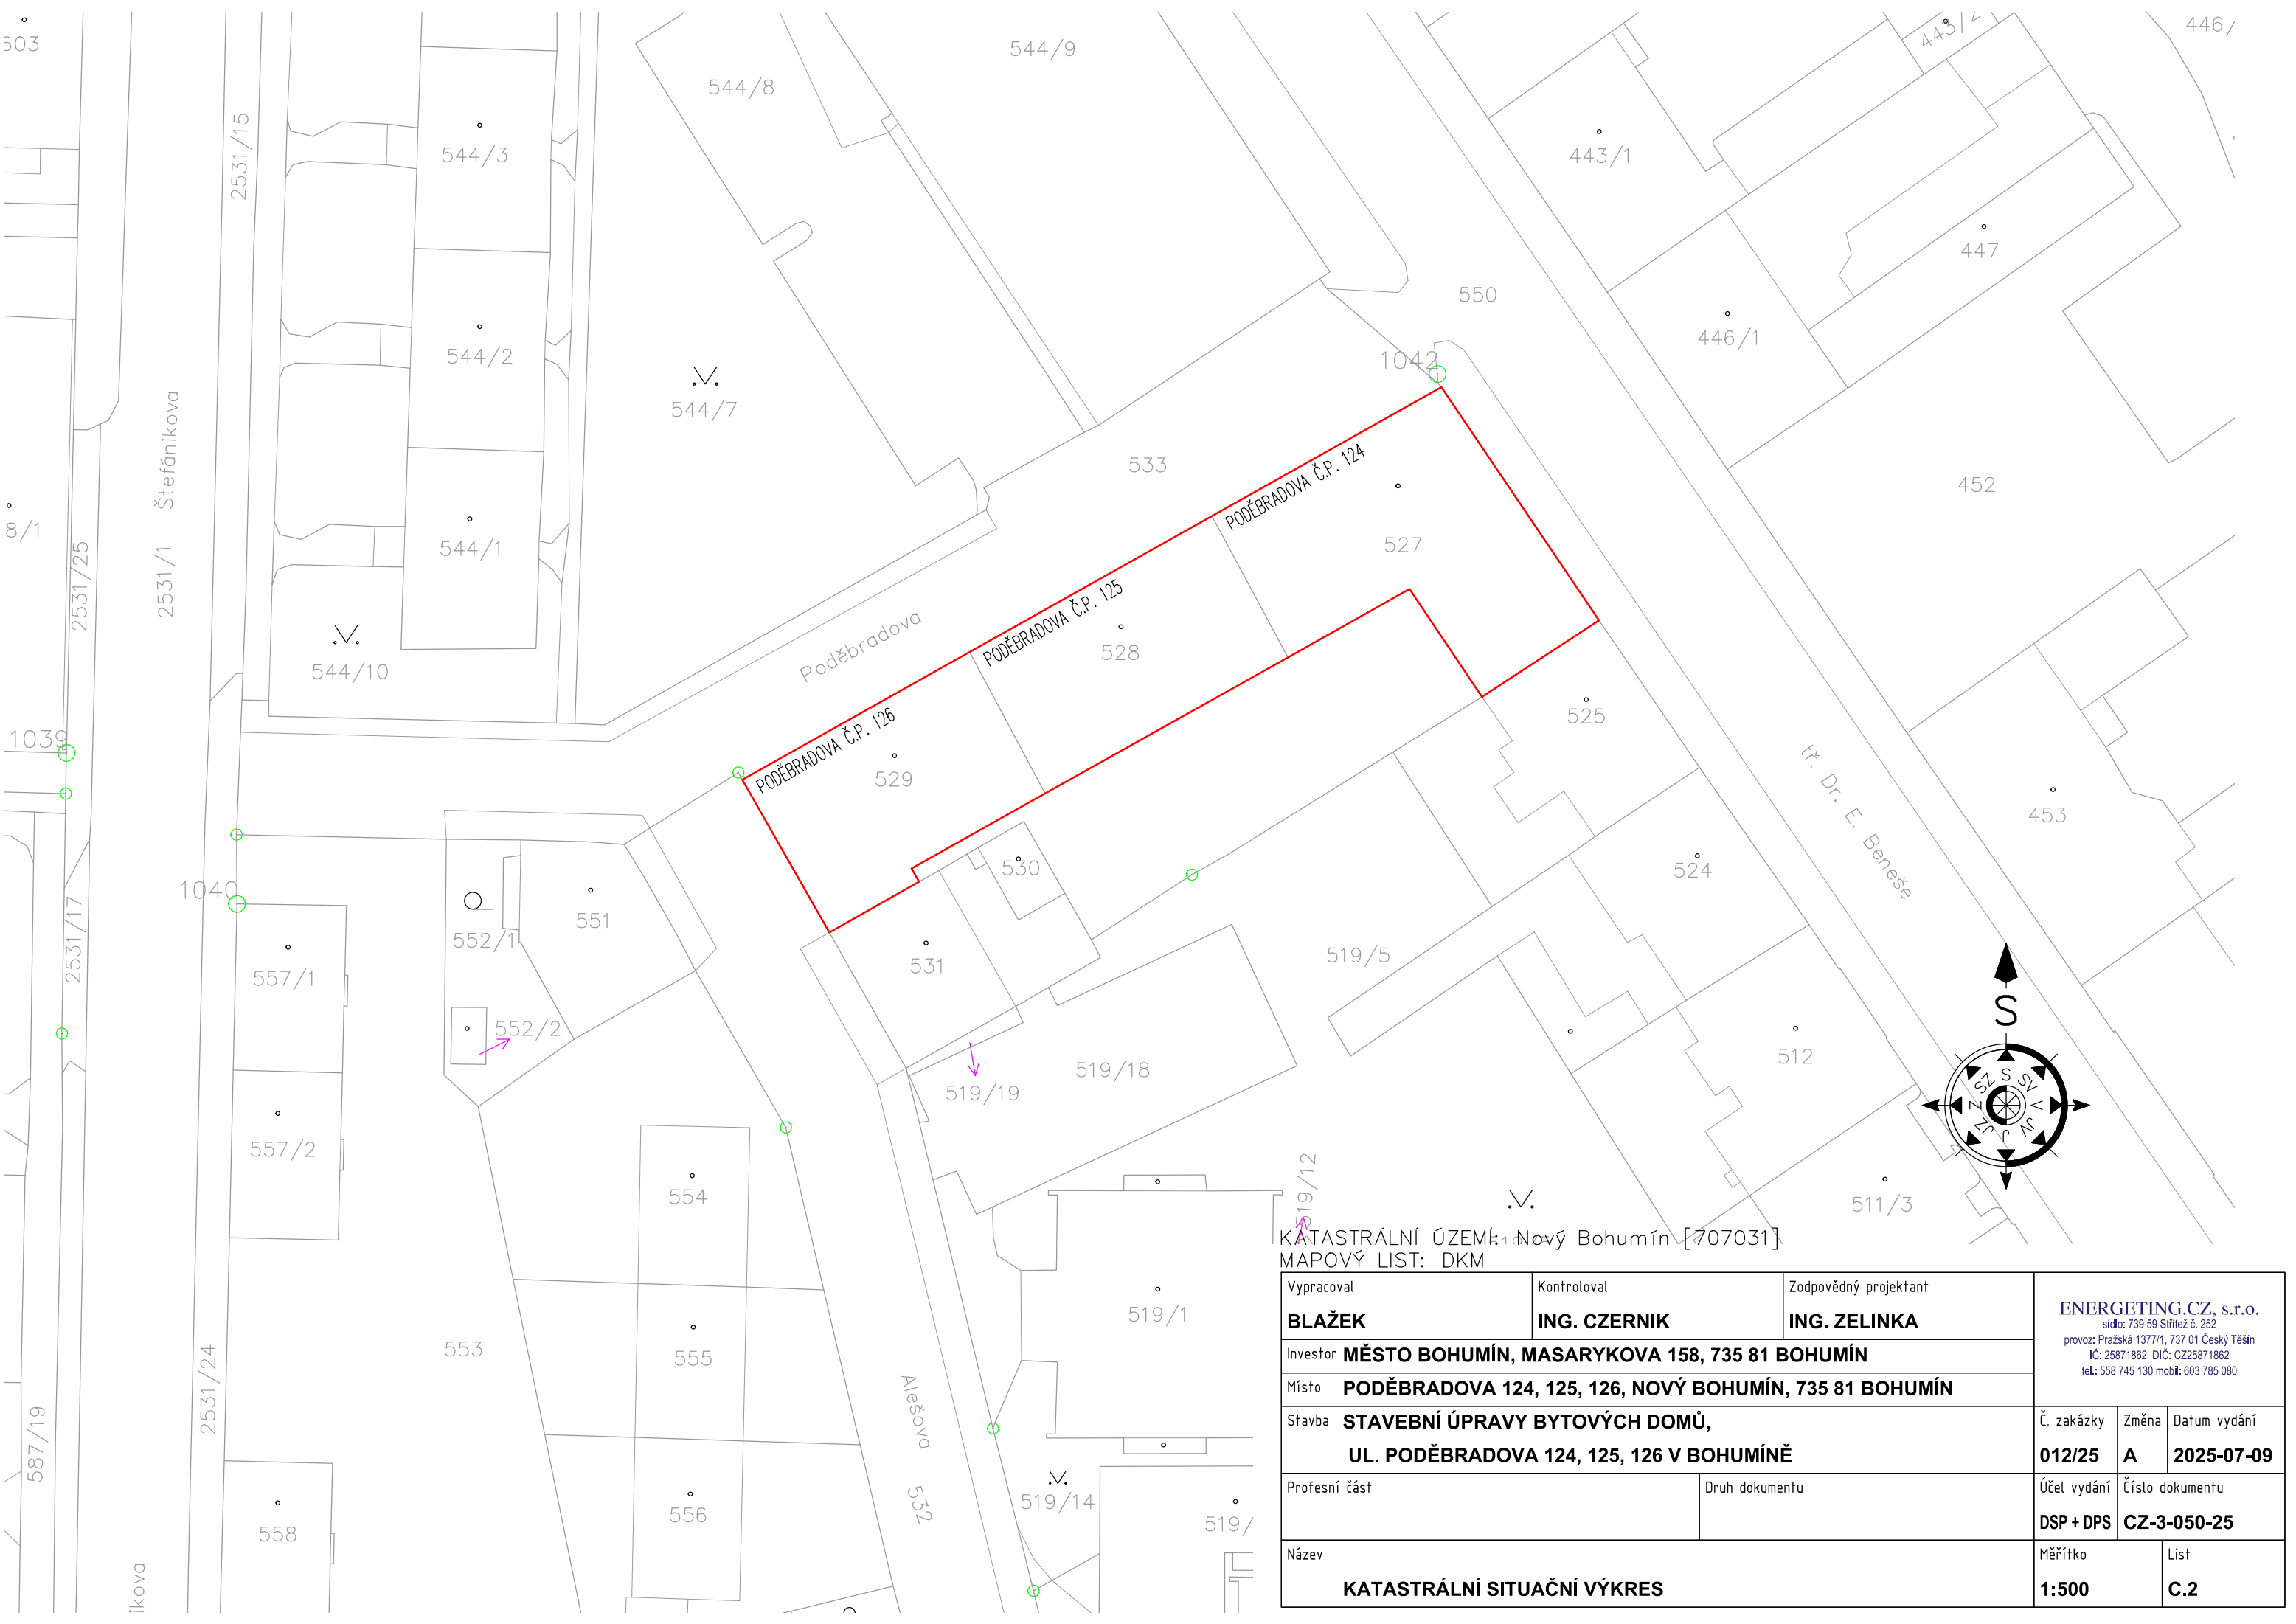 603
544/9
446/
443/2
544/8
2531/15
544/3
443/1
447
550
446/1
544/2
1042
544/7
Štefánikova
2531/1
533
PODĚBRADOVA Č.P. 124
452
8/1
2531/25
544/1
527
PODĚBRADOVA Č.P. 125
528
Poděbradova
544/10
525
1039
PODĚBRADOVA Č.P. 126
529
tř. Dr. E. Beneše
453
530
524
1040
551
552/1
2531/17
531
519/5
557/1
S
552/2
512
519/18
519/19
S
SV
V
JV
J
JZ
Z
SZ
557/2
554
519/12
511/3
519/1
553
555
2531/24
Alešova
532
587/19
519/14
519/
556
558
ikova
KATASTRÁLNÍ ÚZEMÍ: Nový Bohumín [707031]
MAPOVÝ LIST: DKM
Vypracoval
BLAŽEK
Kontroloval
ING. CZERNIK
Zodpovědný projektant
ING. ZELINKA
ENERGETING.CZ, s.r.o.
sídlo: 739 59 Střítež č. 252
provoz: Pražská 1377/1, 737 01 Český Těšín
IČ: 25871862 DIČ: CZ25871862
tel.: 558 745 130 mobil: 603 785 080
Investor MĚSTO BOHUMÍN, MASARYKOVA 158, 735 81 BOHUMÍN
Místo PODĚBRADOVA 124, 125, 126, NOVÝ BOHUMÍN, 735 81 BOHUMÍN
Stavba STAVEBNÍ ÚPRAVY BYTOVÝCH DOMŮ,
UL. PODĚBRADOVA 124, 125, 126 V BOHUMÍNĚ
Č. zakázky
012/25
Změna
A
Datum vydání
2025-07-09
Profesní část
Druh dokumentu
Účel vydání
DSP + DPS
Číslo dokumentu
CZ-3-050-25
Název
KATASTRÁLNÍ SITUAČNÍ VÝKRES
Měřítko
1:500
List
C.2